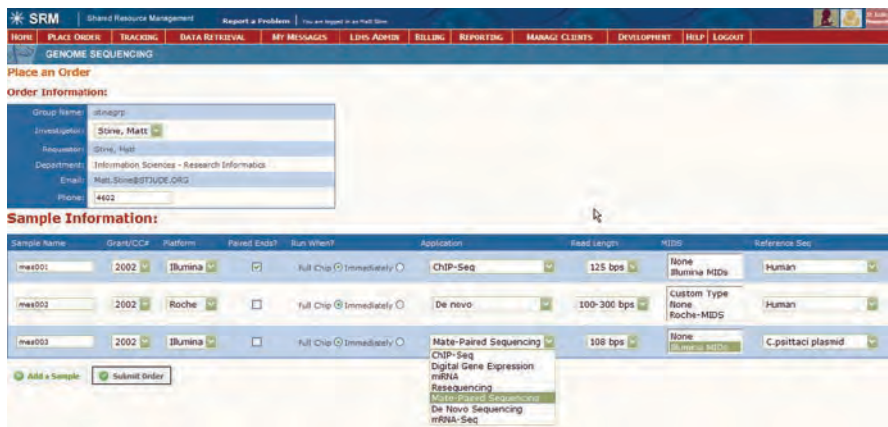 SRM Shared Resource Management Report a Problem You are logged in as Matt Stine
HOME PLACE ORDER TRACKING DATA RETRIEVAL MY MESSAGES LIMS ADMIN BILLING REPORTING MANAGE CLIENTS DEVELOPMENT HELP LOGOUT
GENOME SEQUENCING
Place an Order
Order Information:
Group Name: stinegrp
Investigator: Stine, Matt
Requestor: Stine, Matt
Department: Information Sciences - Research Informatics
Email: Matt.Stine@STJUDE.ORG
Phone: 4602
Sample Information:
Sample Name Grant/CC# Platform Paired Ends? Run When? Application Read Length MIDS Reference Seq
mas001 2002 Illumina Full Chip Immediately ChIP-Seq 125 bps None Human
Illumina MIDs
mas002 2002 Roche Full Chip Immediately De novo 100-300 bps Custom Type Human
None
Roche-MIDS
mas003 2002 Illumina Full Chip Immediately Mate-Paired Sequencing 108 bps None C.psittaci plasmid
Illumina MIDs
ChIP-Seq
Digital Gene Expression
miRNA
Resequencing
Mate-Paired Sequencing
De Novo Sequencing
mRNA-Seq
Add a Sample Submit Order